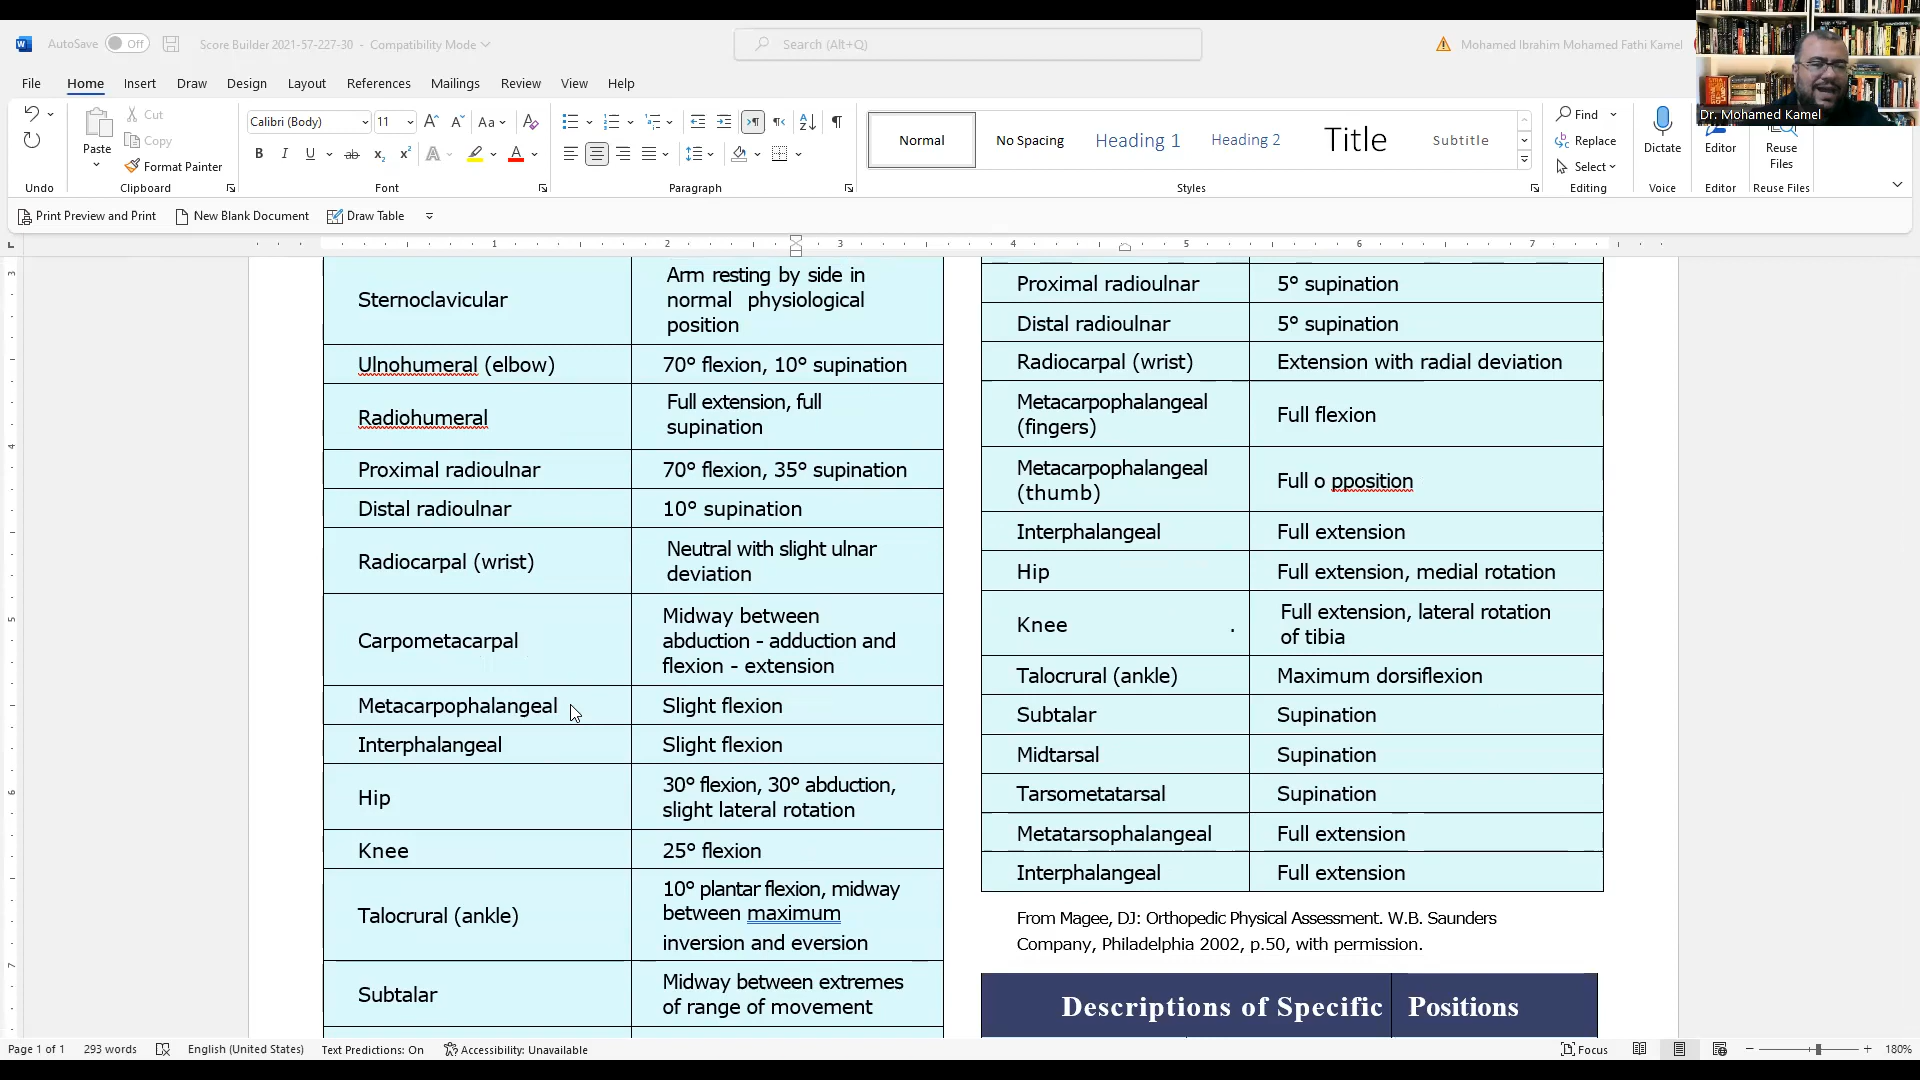 AutoSave
Off
Score Builder 2021-57-227-30 - Compatibility Mode
Search (Alt+Q)
Mohamed Ibrahim Mohamed Fathi Kamel
File
Home
Insert
Draw
Design
Layout
References
Mailings
Review
View
Help
Paste
Cut
Copy
Format Painter
Calibri (Body)
11
Normal
No Spacing
Heading 1
Heading 2
Title
Subtitle
Find
Replace
Select
Dictate
Editor
Reuse
Files
Dr. Mohamed Kamel
Undo
Clipboard
Font
Paragraph
Styles
Editing
Voice
Editor
Reuse Files
Print Preview and Print
New Blank Document
Draw Table
1 2 3 4 5 6 7
Sternoclavicular
Arm resting by side in
normal physiological
position
Ulnohumeral (elbow)
70° flexion, 10° supination
Radiohumeral
Full extension, full
supination
Proximal radioulnar
70° flexion, 35° supination
Distal radioulnar
10° supination
Radiocarpal (wrist)
Neutral with slight ulnar
deviation
Carpometacarpal
Midway between
abduction - adduction and
flexion - extension
Metacarpophalangeal
Slight flexion
Interphalangeal
Slight flexion
Hip
30° flexion, 30° abduction,
slight lateral rotation
Knee
25° flexion
Talocrural (ankle)
10° plantar flexion, midway
between maximum
inversion and eversion
Subtalar
Midway between extremes
of range of movement
Proximal radioulnar
5° supination
Distal radioulnar
5° supination
Radiocarpal (wrist)
Extension with radial deviation
Metacarpophalangeal
(fingers)
Full flexion
Metacarpophalangeal
(thumb)
Full o pposition
Interphalangeal
Full extension
Hip
Full extension, medial rotation
Knee .
Full extension, lateral rotation
of tibia
Talocrural (ankle)
Maximum dorsiflexion
Subtalar
Supination
Midtarsal
Supination
Tarsometatarsal
Supination
Metatarsophalangeal
Full extension
Interphalangeal
Full extension
From Magee, DJ: Orthopedic Physical Assessment. W.B. Saunders
Company, Philadelphia 2002, p.50, with permission.
Descriptions of Specific Positions
Page 1 of 1
293 words
English (United States)
Text Predictions: On
Accessibility: Unavailable
Focus
180%